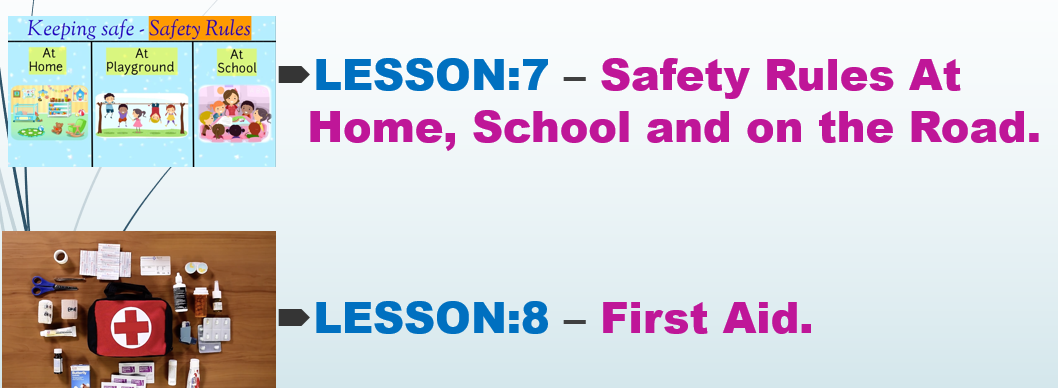 Keeping safe - Safety Rules
At
Home
At
Playground
At
School
LESSON:7 – Safety Rules At
Home, School and on the Road.
LESSON:8 – First Aid.